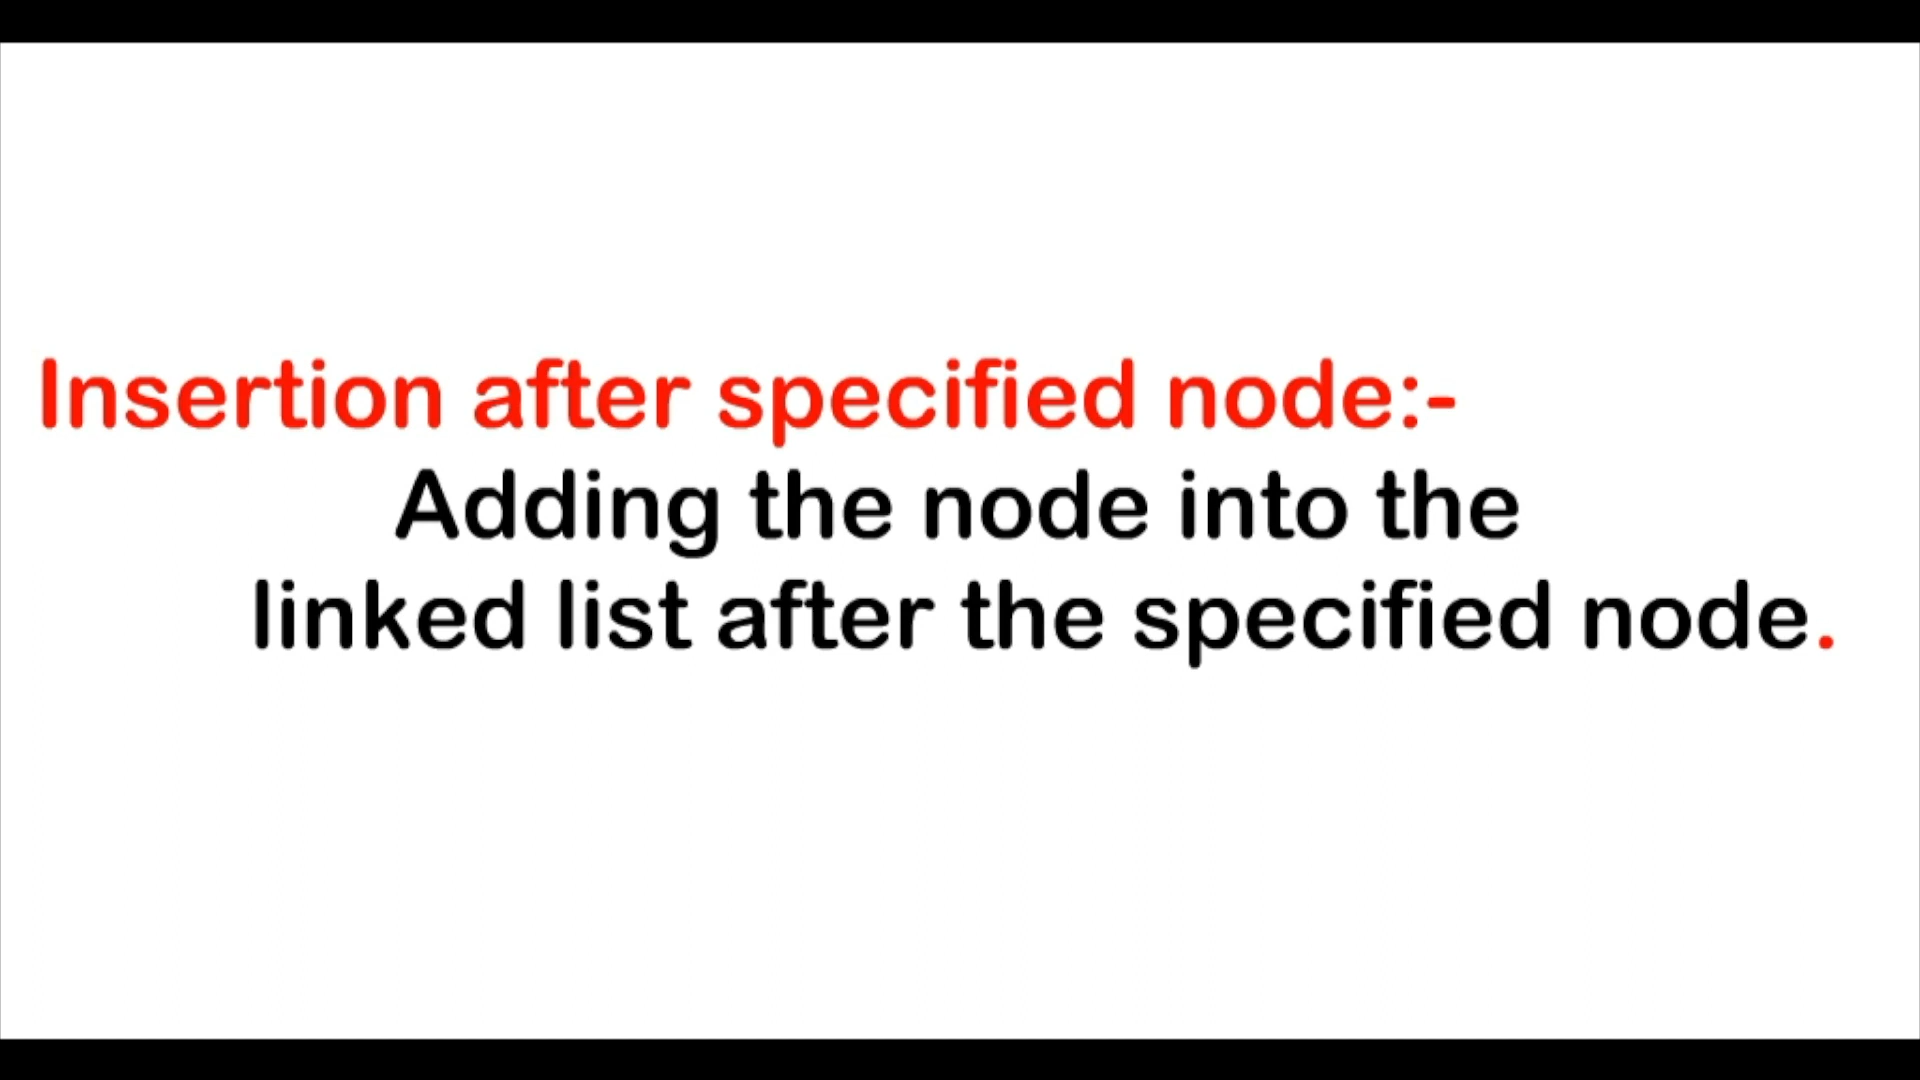 Insertion after specified node:-
Adding the node into the
linked list after the specified node.